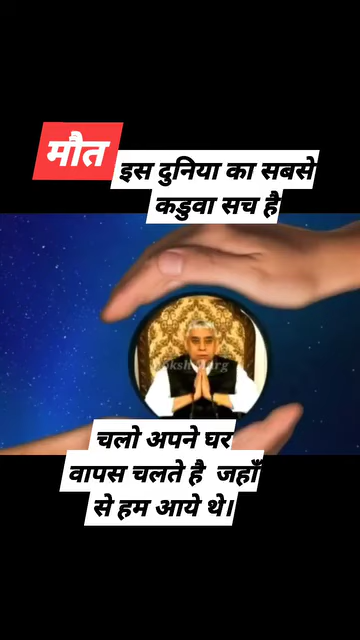 मौत
इस दुनिया का सबसे
कडुवा सच है
चलो अपने घर
वापस चलते है जहाँ
से हम आये थे।